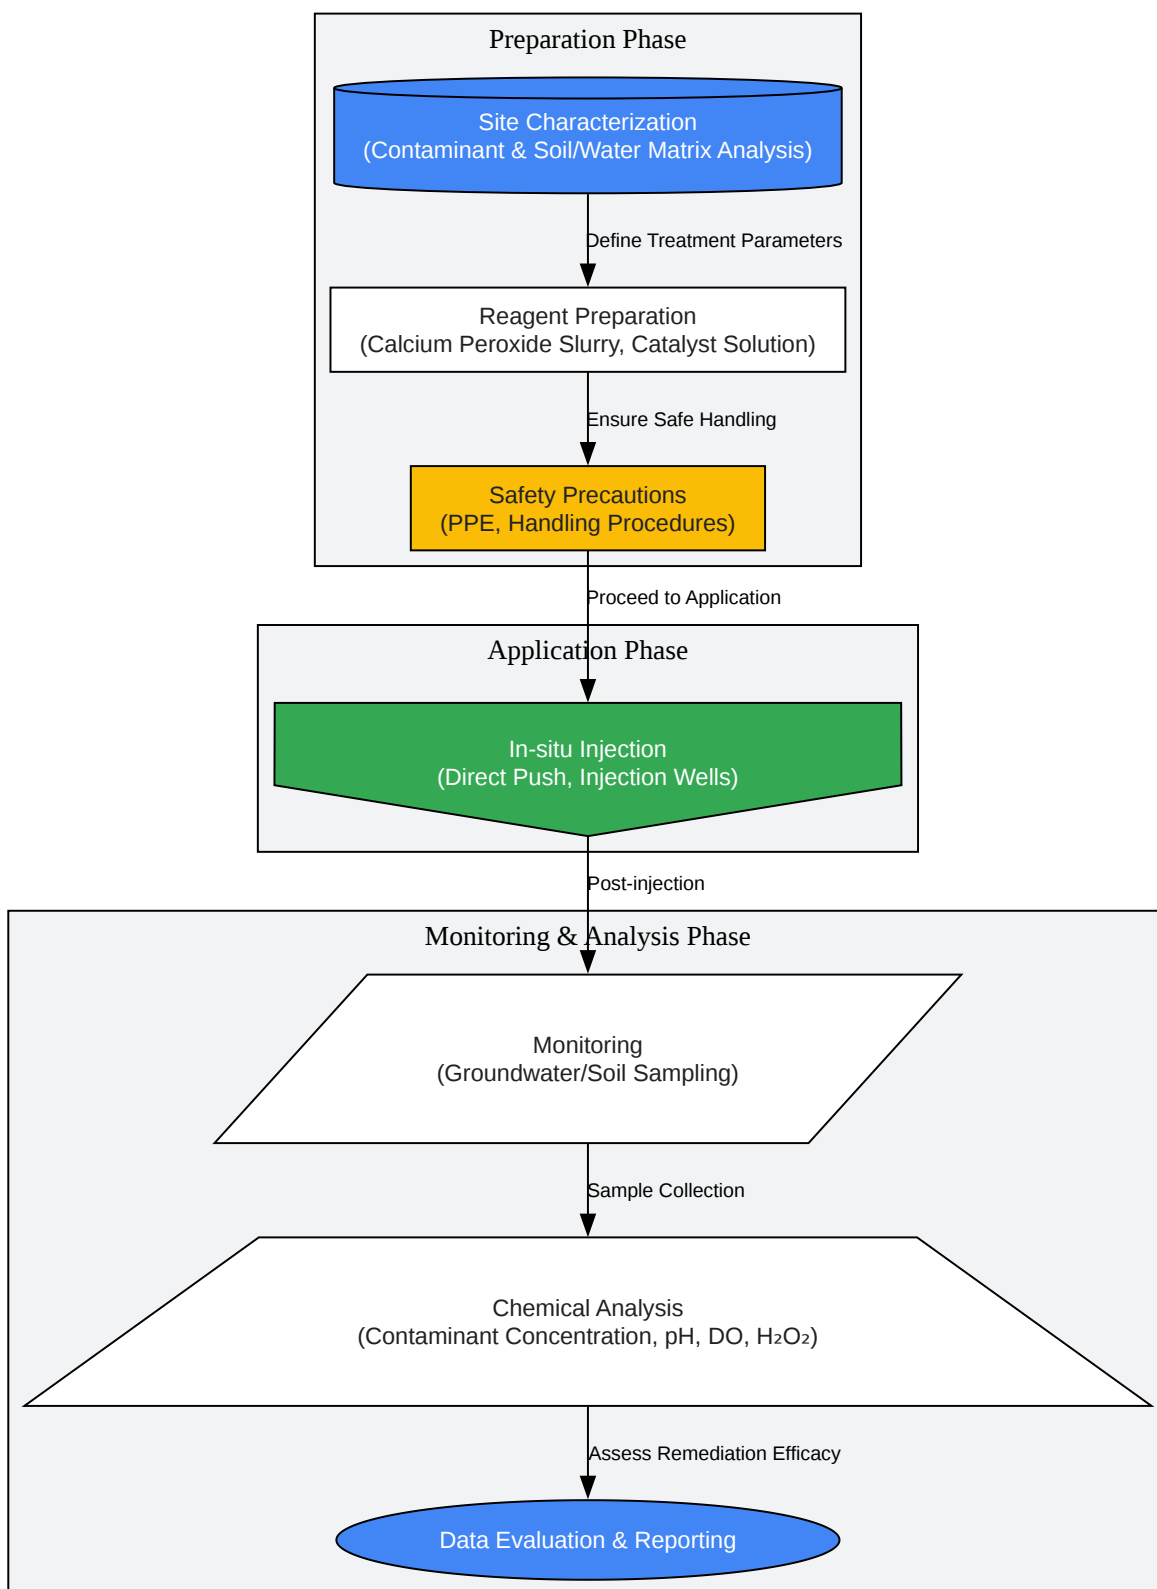 Preparation Phase
Site Characterization
(Contaminant & Soil/Water Matrix Analysis)
Define Treatment Parameters
Reagent Preparation
(Calcium Peroxide Slurry, Catalyst Solution)
Ensure Safe Handling
Safety Precautions
(PPE, Handling Procedures)
Proceed to Application
Application Phase
In-situ Injection
(Direct Push, Injection Wells)
Post-injection
Monitoring & Analysis Phase
Monitoring
(Groundwater/Soil Sampling)
Sample Collection
Chemical Analysis
(Contaminant Concentration, pH, DO, H₂O₂)
Assess Remediation Efficacy
Data Evaluation & Reporting